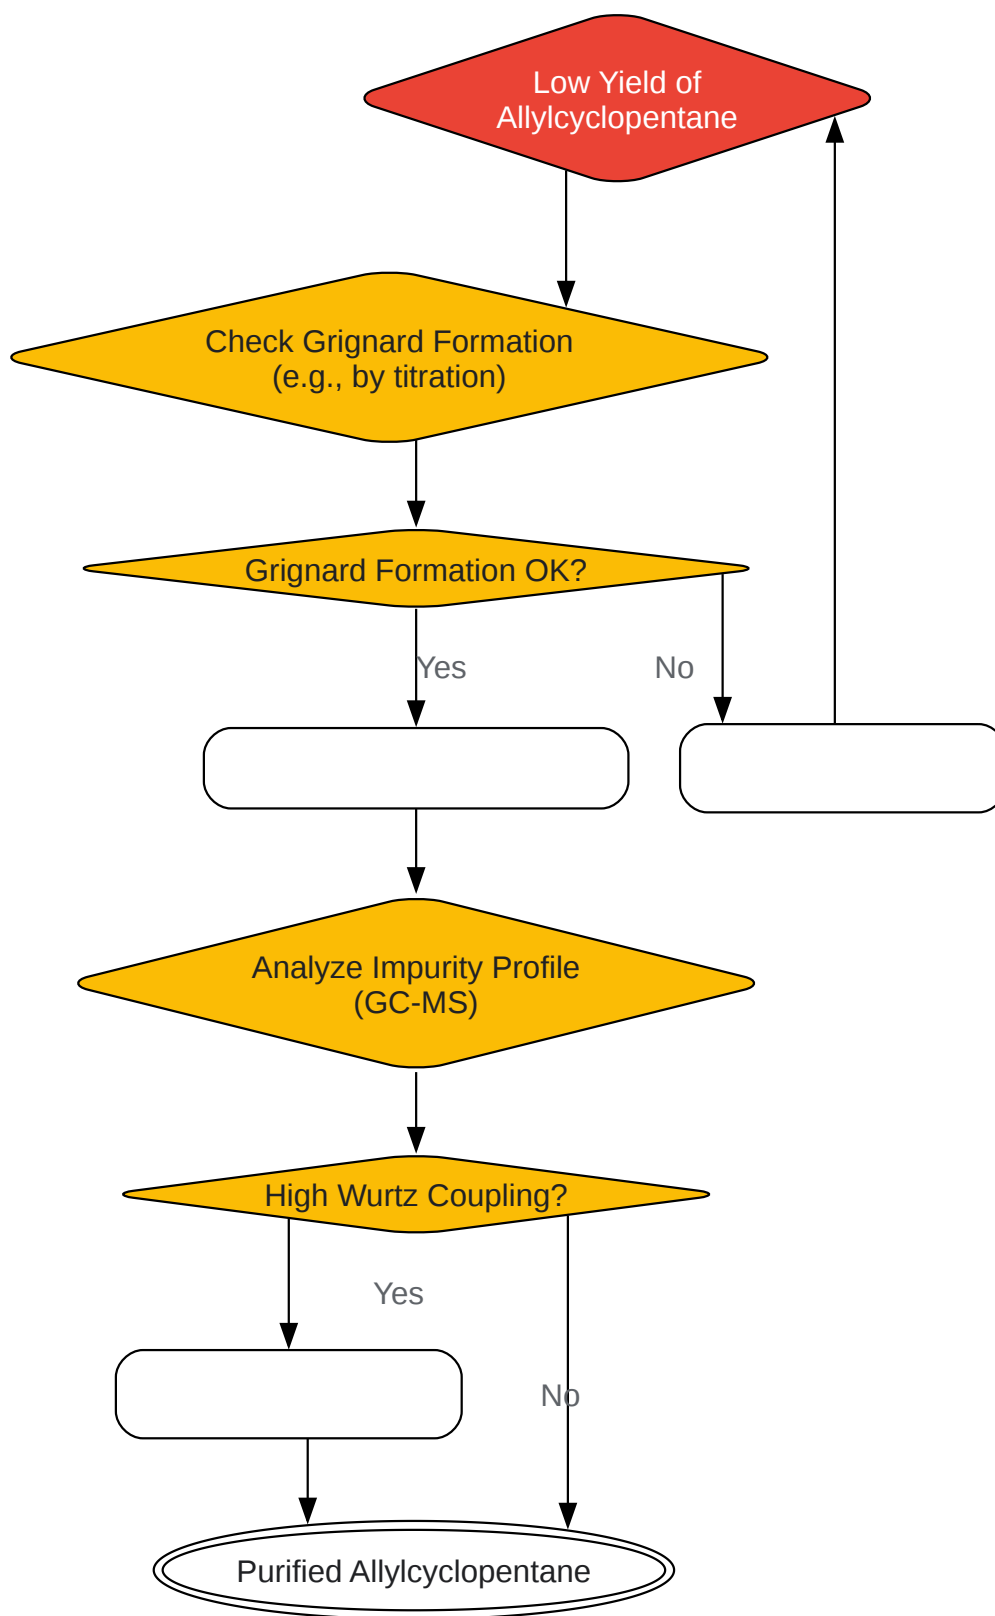 Low Yield of
Allylcyclopentane
Check Grignard Formation
(e.g., by titration)
Grignard Formation OK?
Yes
No
Analyze Impurity Profile
(GC-MS)
High Wurtz Coupling?
Yes
No
Purified Allylcyclopentane